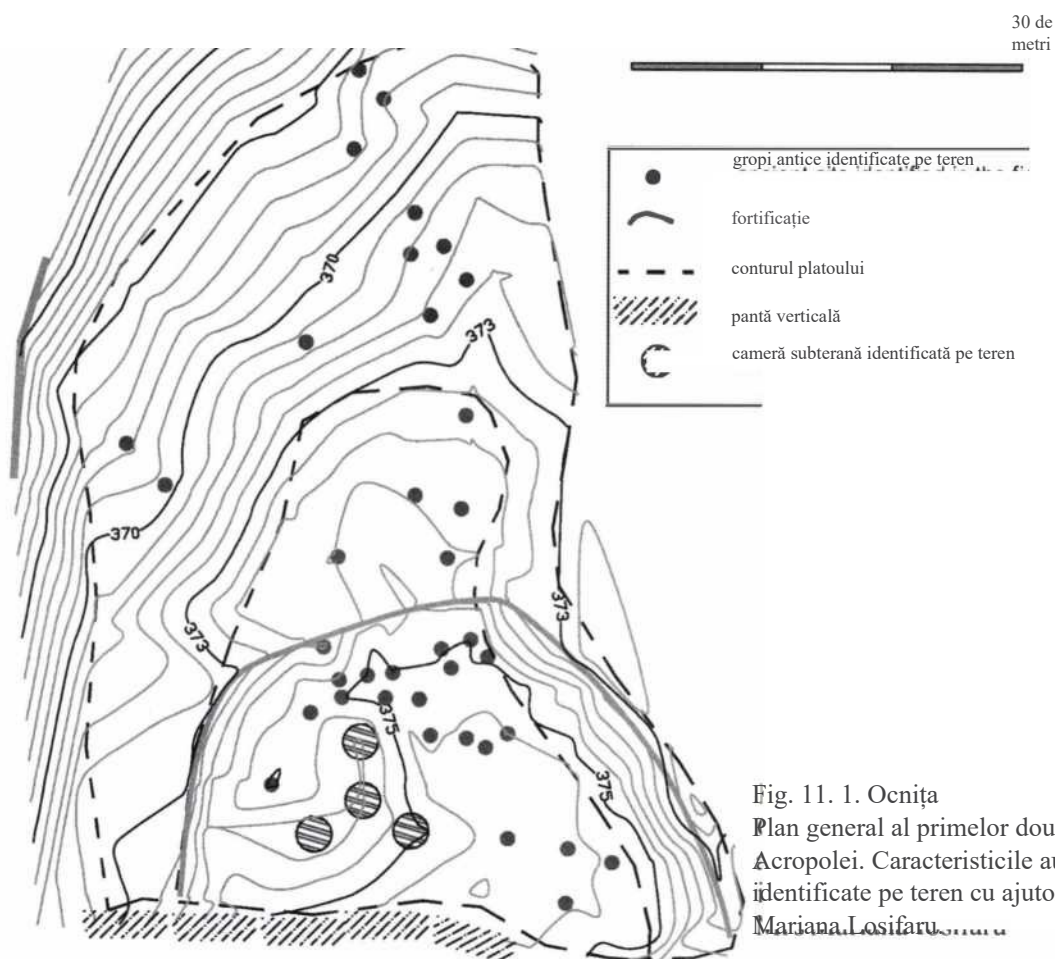 30 de
metri
gropi antice identificate pe teren
fortificație
conturul platoului
pantă verticală
cameră subterană identificată pe teren
370
373
370
373
373
375
375
Fig. 11. 1. Ocnița
Plan general al primelor dou
Acropolei. Caracteristicile au
identificate pe teren cu ajuto
Mariana Losifaru.